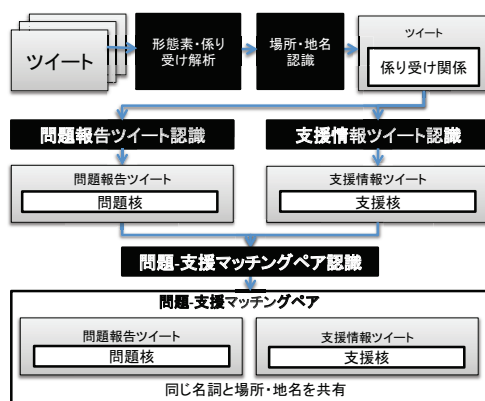 ツイート
形態素・係り
受け解析
場所・地名
認識
ツイート
係り受け関係
問題報告ツイート認識
支援情報ツイート認識
問題報告ツイート
問題核
支援情報ツイート
支援核
問題-支援マッチングペア認識
問題-支援マッチングペア
問題報告ツイート
問題核
支援情報ツイート
支援核
同じ名詞と場所・地名を共有